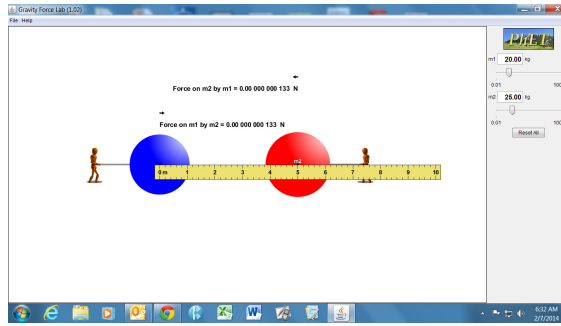 Gravity Force Lab (1.02)
File Help
PhET
m1 20.00 kg
0.01 100
m2 25.00 kg
0.01 100
Reset All
Force on m2 by m1 = 0.00 000 000 133 N
Force on m1 by m2 = 0.00 000 000 133 N
m2
0 m 1 2 3 4 5 6 7 8 9 10
6:32 AM
2/7/2014